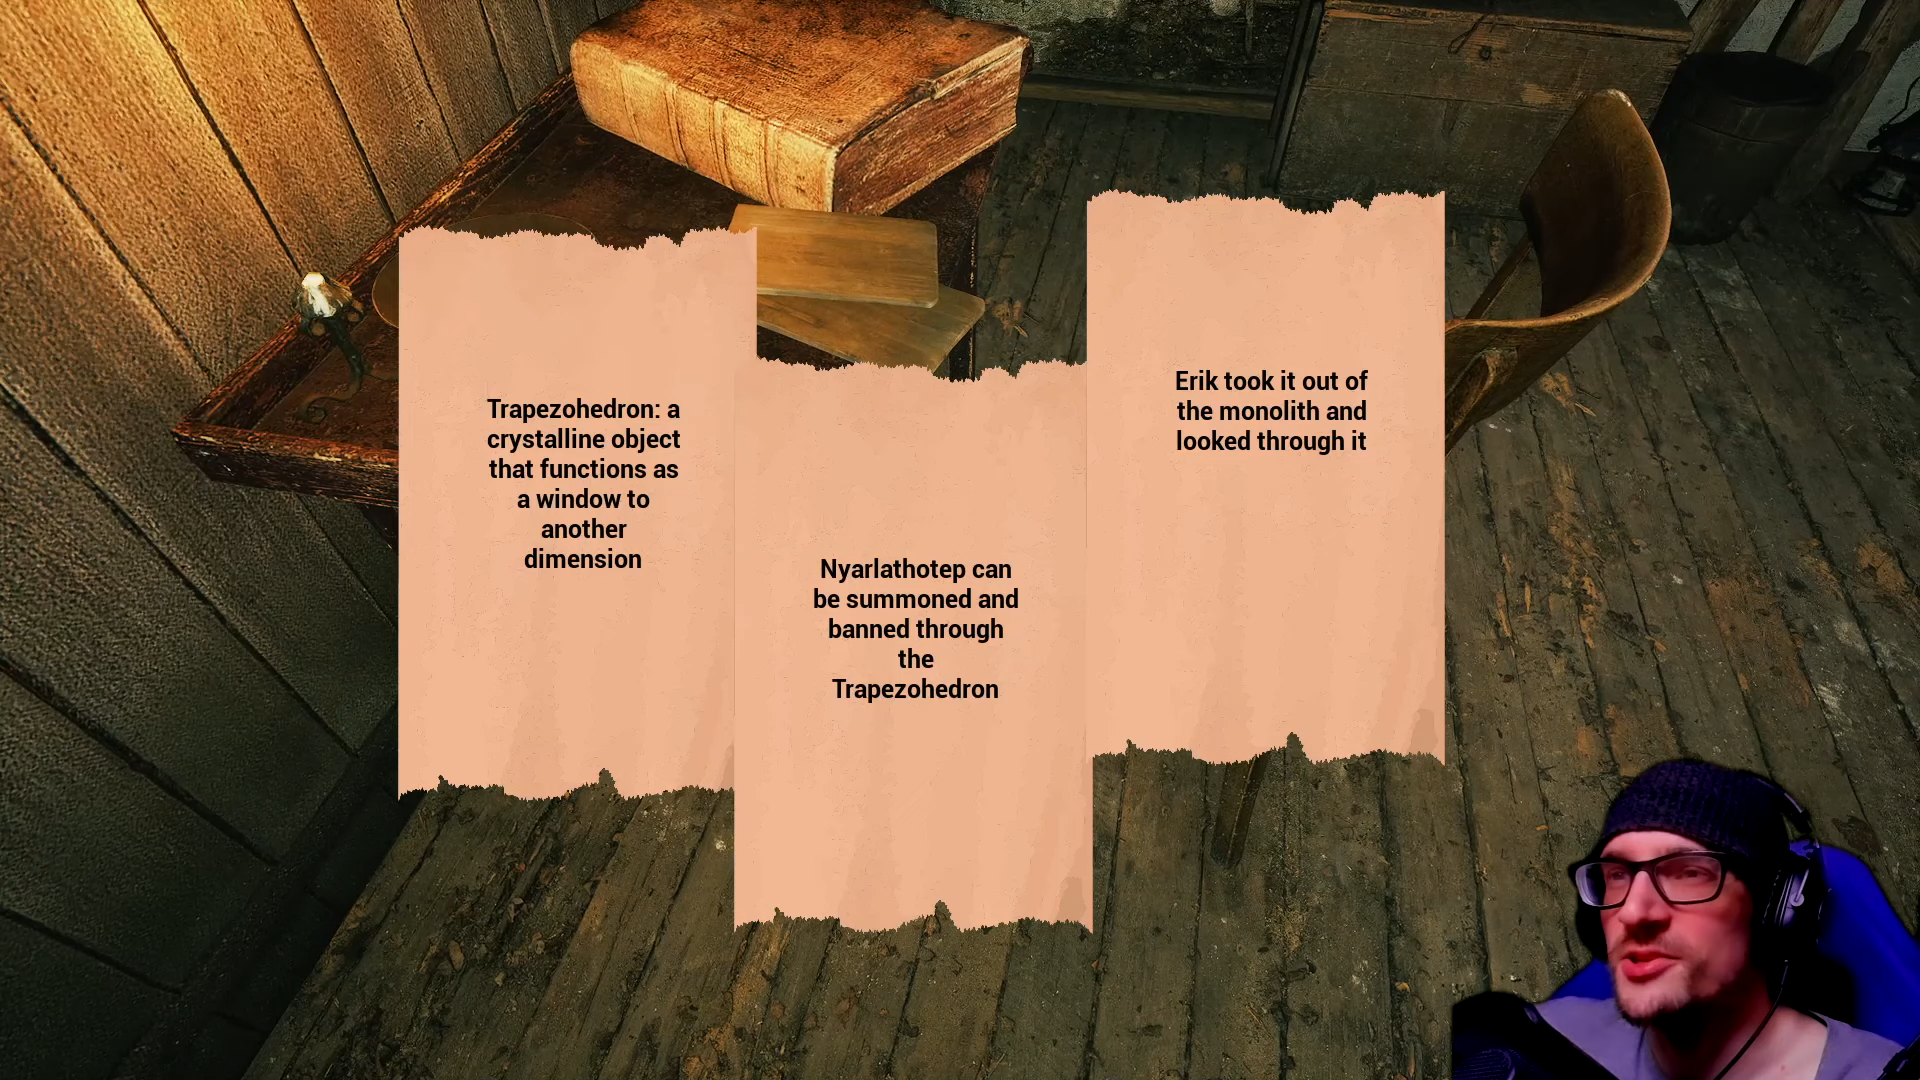 Trapezohedron: a
crystalline object
that functions as
a window to
another
dimension
Nyarlathotep can
be summoned and
banned through
the
Trapezohedron
Erik took it out of
the monolith and
looked through it